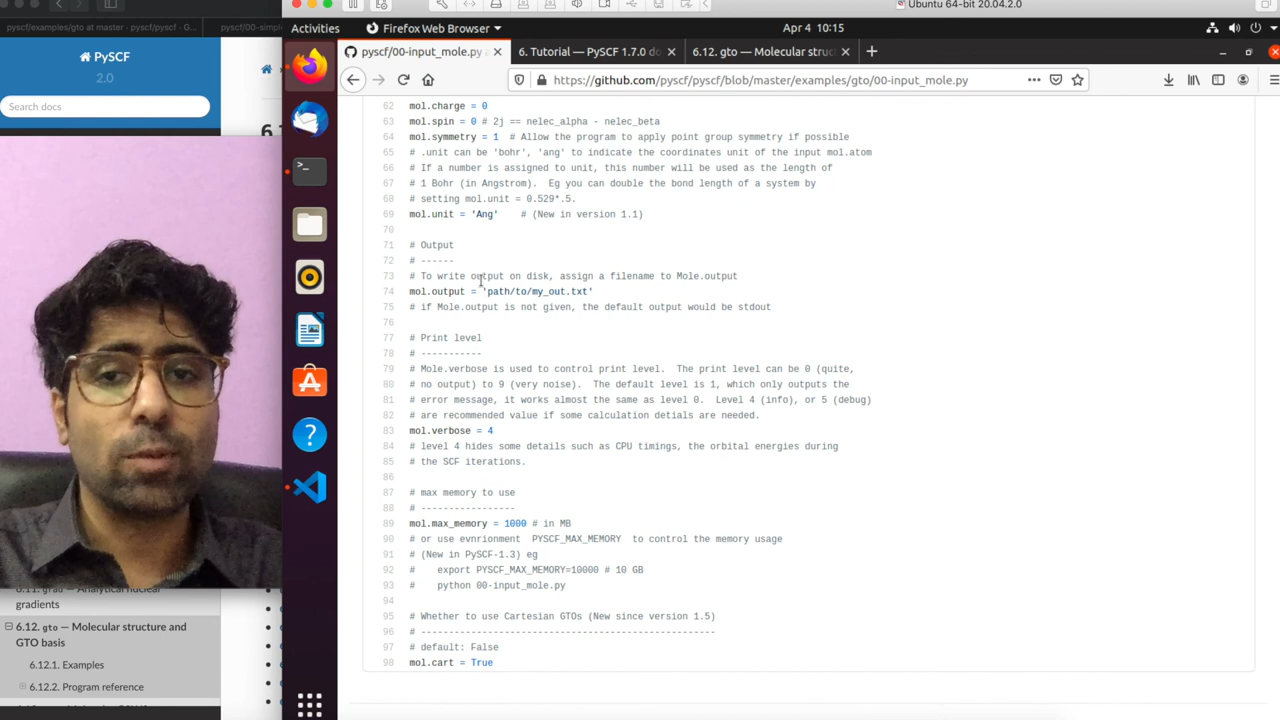 Ubuntu 64-bit 20.04.2.0
pyscf/examples/gto at master · pyscf/pyscf - G...
pyscf/00-simple
Activities
Firefox Web Browser
Apr 4 10:15
PySCF
2.0
Search docs
pyscf/00-input_mole.py a
6. Tutorial — PySCF 1.7.0 do
6.12. gto — Molecular struc
https://github.com/pyscf/pyscf/blob/master/examples/gto/00-input_mole.py
62 mol.charge = 0
63 mol.spin = 0 # 2j == nelec_alpha - nelec_beta
64 mol.symmetry = 1 # Allow the program to apply point group symmetry if possible
65 # .unit can be 'bohr', 'ang' to indicate the coordinates unit of the input mol.atom
66 # If a number is assigned to unit, this number will be used as the length of
67 # 1 Bohr (in Angstrom). Eg you can double the bond length of a system by
68 # setting mol.unit = 0.529*.5.
69 mol.unit = 'Ang' # (New in version 1.1)
70
71 # Output
72 # ------
73 # To write output on disk, assign a filename to Mole.output
74 mol.output = 'path/to/my_out.txt'
75 # if Mole.output is not given, the default output would be stdout
76
77 # Print level
78 # -----------
79 # Mole.verbose is used to control print level. The print level can be 0 (quite,
80 # no output) to 9 (very noise). The default level is 1, which only outputs the
81 # error message, it works almost the same as level 0. Level 4 (info), or 5 (debug)
82 # are recommended value if some calculation detials are needed.
83 mol.verbose = 4
84 # level 4 hides some details such as CPU timings, the orbital energies during
85 # the SCF iterations.
86
87 # max memory to use
88 # -----------------
89 mol.max_memory = 1000 # in MB
90 # or use evnrionment PYSCF_MAX_MEMORY to control the memory usage
91 # (New in PySCF-1.3) eg
92 # export PYSCF_MAX_MEMORY=10000 # 10 GB
93 # python 00-input_mole.py
94
95 # Whether to use Cartesian GTOs (New since version 1.5)
96 # -----------------------------------------------------
97 # default: False
98 mol.cart = True
gradients
6.12. gto — Molecular structure and
GTO basis
6.12.1. Examples
6.12.2. Program reference